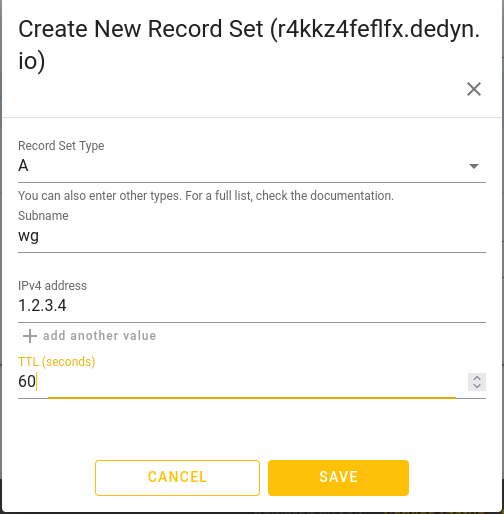 Create New Record Set (r4kkz4feflfx.dedyn.
io)
Record Set Type
A
You can also enter other types. For a full list, check the documentation.
Subname
wg
IPv4 address
1.2.3.4
add another value
TTL (seconds)
60
CANCEL
SAVE